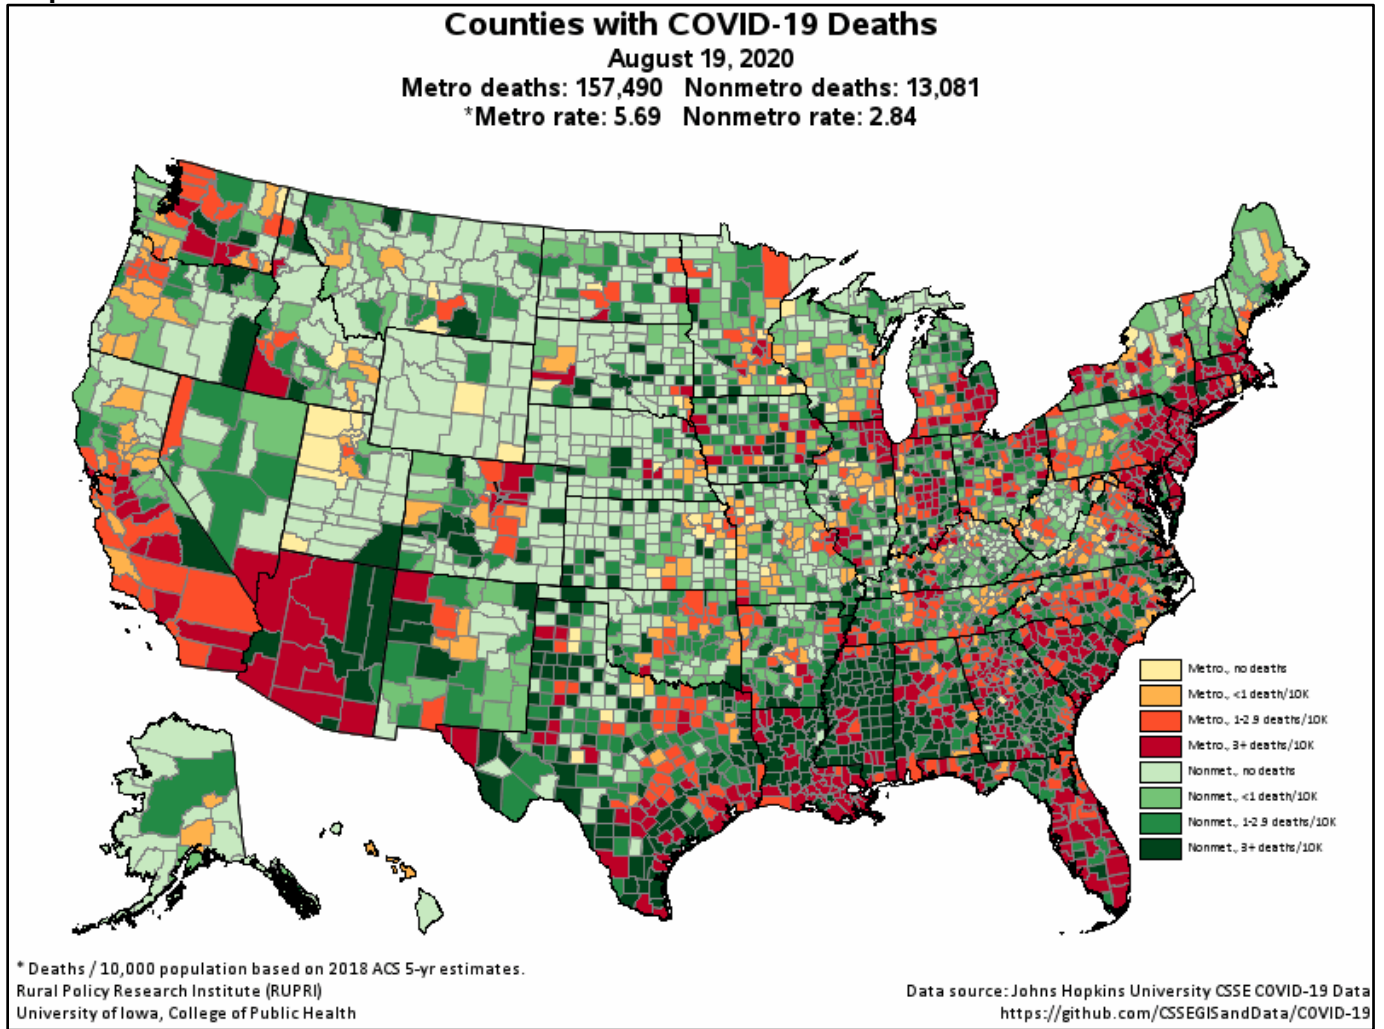 Counties with COVID-19 Deaths
August 19, 2020
Metro deaths: 157,490 Nonmetro deaths: 13,081
*Metro rate: 5.69 Nonmetro rate: 2.84
Metro., no deaths
Metro., <1 death/10K
Metro., 1-2.9 deaths/10K
Metro., 3+ deaths/10K
Nonmet., no deaths
Nonmet., <1 death/10K
Nonmet., 1-2.9 deaths/10K
Nonmet., 3+ deaths/10K
* Deaths / 10,000 population based on 2018 ACS 5-yr estimates.
Rural Policy Research Institute (RUPRI)
University of Iowa, College of Public Health
Data source: Johns Hopkins University CSSE COVID-19 Data
https://github.com/CSSEGISandData/COVID-19